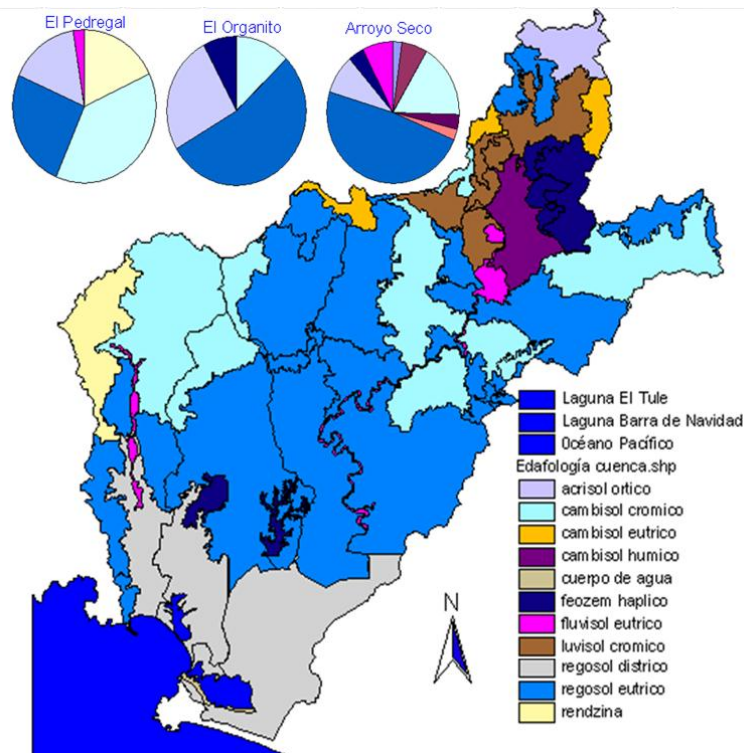 El Pedregal
El Organito
Arroyo Seco
Laguna El Tule
Laguna Barra de Navidad
Océano Pacífico
Edafología cuenca.shp
acrisol ortico
cambisol cromico
cambisol eutrico
cambisol humico
cuerpo de agua
feozem haplico
fluvisol eutrico
luvisol cromico
regosol districo
regosol eutrico
rendzina
N